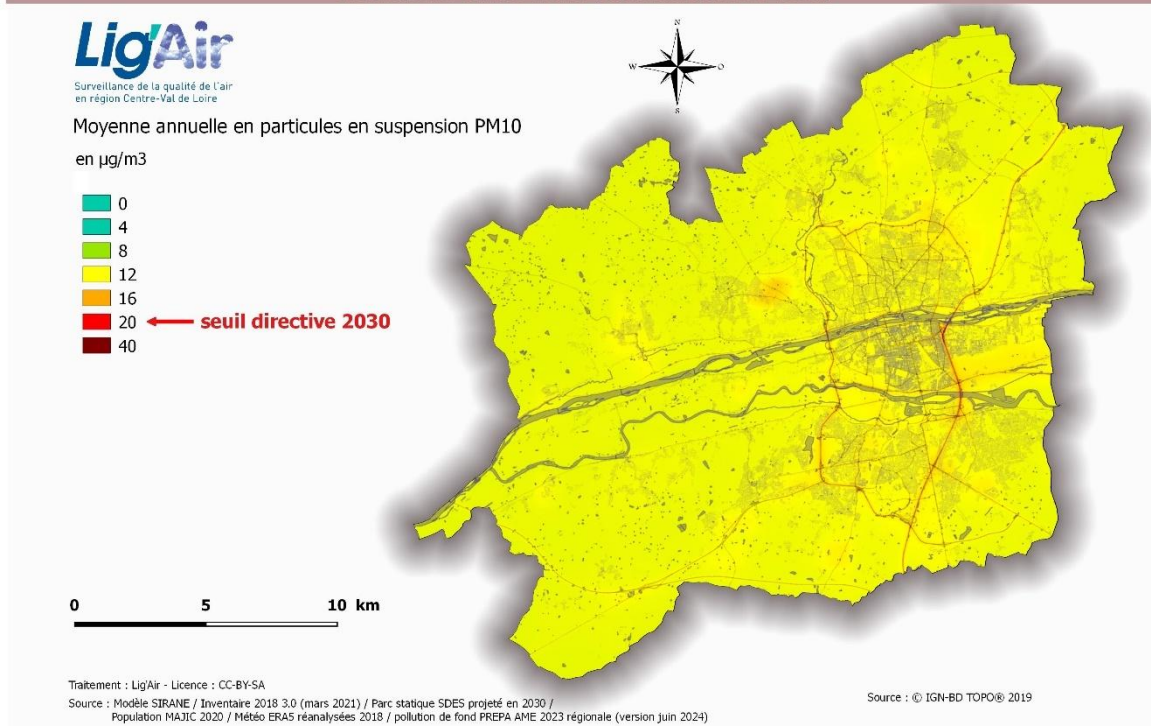 Lig'Air
Surveillance de la qualité de l'air
en région Centre-Val de Loire
N
W
O
S
Moyenne annuelle en particules en suspension PM10
en µg/m3
0
4
8
12
16
20 seuil directive 2030
40
0 5 10 km
Traitement : Lig'Air - Licence : CC-BY-SA
Source : Modèle SIRANE / Inventaire 2018 3.0 (mars 2021) / Parc statique SDES projeté en 2030 /
Population MAJIC 2020 / Météo ERA5 réanalysées 2018 / pollution de fond PREPA AME 2023 régionale (version juin 2024)
Source : © IGN-BD TOPO® 2019